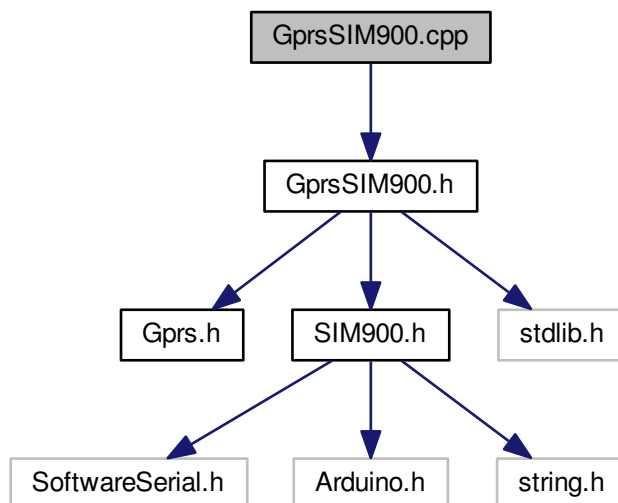 GprsSIM900.cpp
GprsSIM900.h
Gprs.h
SIM900.h
stdlib.h
SoftwareSerial.h
Arduino.h
string.h